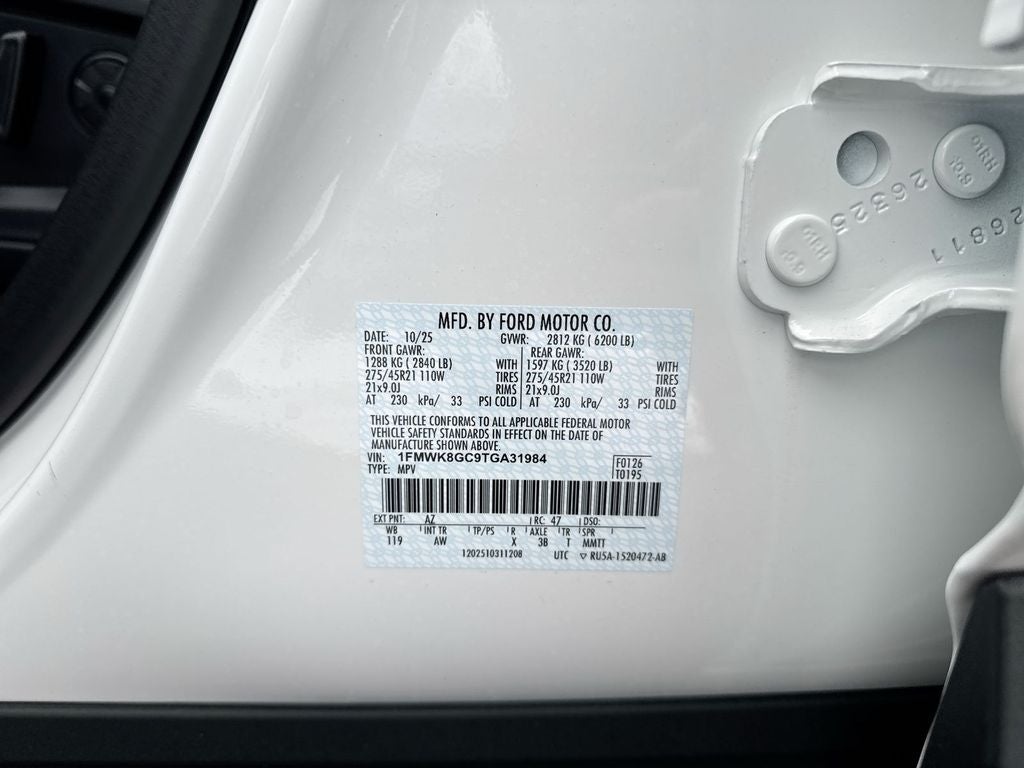 MFD. BY FORD MOTOR CO.
DATE: 10/25 GVWR: 2812 KG ( 6200 LB)
FRONT GAWR: REAR GAWR:
1288 KG ( 2840 LB) WITH 1597 KG ( 3520 LB) WITH
275/45R21 110W TIRES 275/45R21 110W TIRES
21x9.0J RIMS 21x9.0J RIMS
AT 230 kPa/ 33 PSI COLD AT 230 kPa/ 33 PSI COLD
THIS VEHICLE CONFORMS TO ALL APPLICABLE FEDERAL MOTOR
VEHICLE SAFETY STANDARDS IN EFFECT ON THE DATE OF
MANUFACTURE SHOWN ABOVE.
VIN: 1FMWK8GC9TGA31984
TYPE: MPV
F0126
T0195
EXT PNT: AZ RC: 47 DSO:
WB INT TR TP/PS R AXLE TR SPR
119 AW X 3B T MMTT
1202510311208 UTC ▽ RU5A-1520472-AB
26325
26811